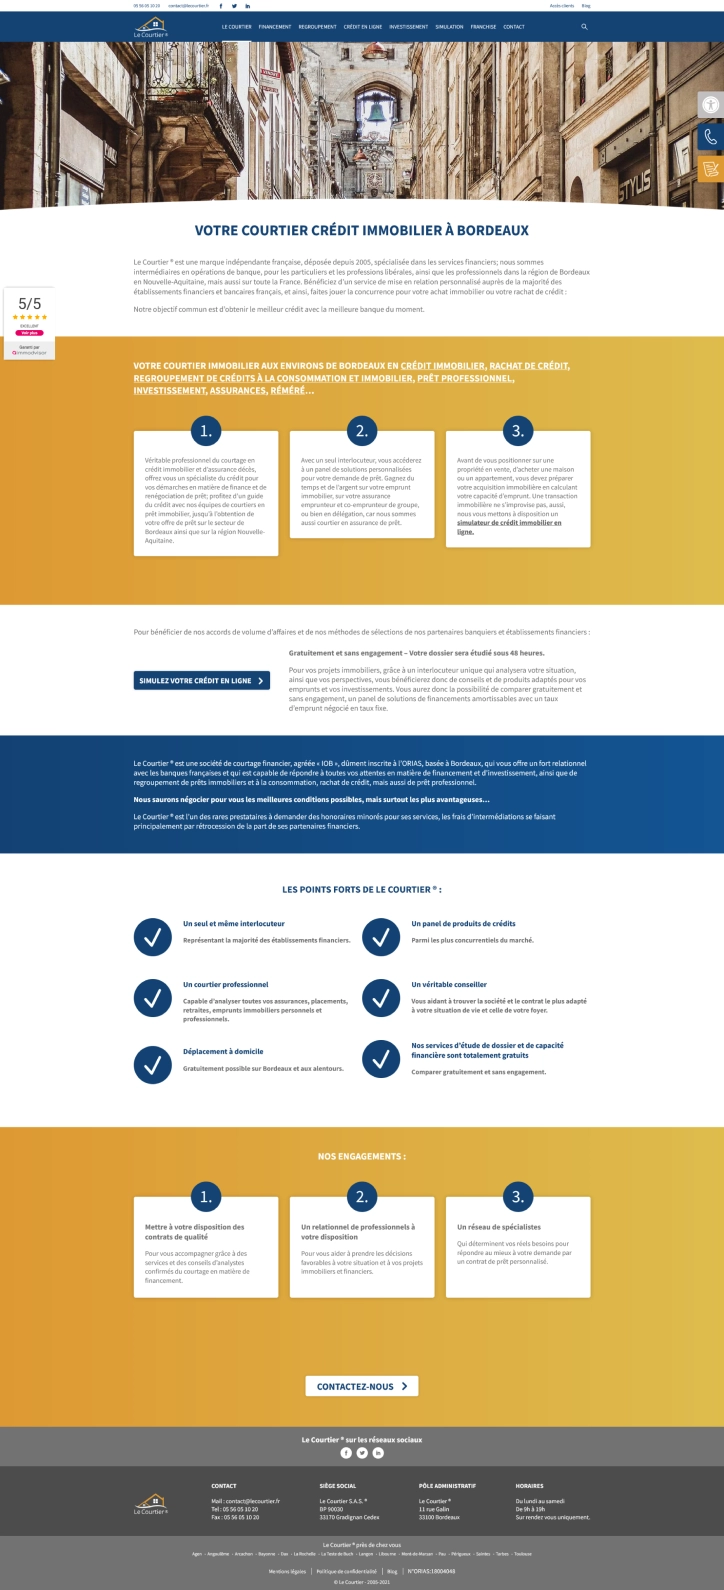 05 56 05 10 20 contact@lecourtier.fr Accès clients Blog
Le Courtier ®
LE COURTIER FINANCEMENT REGROUPEMENT CRÉDIT EN LIGNE INVESTISSEMENT SIMULATION FRANCHISE CONTACT
STYLUS
VOTRE COURTIER CRÉDIT IMMOBILIER À BORDEAUX
Le Courtier ® est une marque indépendante française, déposée depuis 2005, spécialisée dans les services financiers; nous sommes
intermédiaires en opérations de banque, pour les particuliers et les professions libérales, ainsi que les professionnels dans la région de Bordeaux
en Nouvelle-Aquitaine, mais aussi sur toute la France. Bénéficiez d'un service de mise en relation personnalisé auprès de la majorité des
établissements financiers et bancaires français, et ainsi, faites jouer la concurrence pour votre achat immobilier ou votre rachat de crédit :
Notre objectif commun est d'obtenir le meilleur crédit avec la meilleure banque du moment.
5/5
EXCELLENT
Voir plus
Garanti par
immodvisor
VOTRE COURTIER IMMOBILIER AUX ENVIRONS DE BORDEAUX EN CRÉDIT IMMOBILIER, RACHAT DE CRÉDIT,
REGROUPEMENT DE CRÉDITS À LA CONSOMMATION ET IMMOBILIER, PRÊT PROFESSIONNEL,
INVESTISSEMENT, ASSURANCES, RÉMÉRÉ...
1.
Véritable professionnel du courtage en
crédit immobilier et d'assurance décès,
offrez vous un spécialiste du crédit pour
vos démarches en matière de finance et de
renégociation de prêt; profitez d'un guide
du crédit avec nos équipes de courtiers en
prêt immobilier, jusqu'à l'obtention de
votre offre de prêt sur le secteur de
Bordeaux ainsi que sur la région Nouvelle-
Aquitaine.
2.
Avec un seul interlocuteur, vous accéderez
à un panel de solutions personnalisées
pour votre demande de prêt. Gagnez du
temps et de l'argent sur votre emprunt
immobilier, sur votre assurance
emprunteur et co-emprunteur de groupe,
ou bien en délégation, car nous sommes
aussi courtier en assurance de prêt.
3.
Avant de vous positionner sur une
propriété en vente, d'acheter une maison
ou un appartement, vous devez préparer
votre acquisition immobilière en calculant
votre capacité d'emprunt. Une transaction
immobilière ne s'improvise pas, aussi,
nous vous mettons à disposition un
simulateur de crédit immobilier en
ligne.
Pour bénéficier de nos accords de volume d'affaires et de nos méthodes de sélections de nos partenaires banquiers et établissements financiers :
SIMULEZ VOTRE CRÉDIT EN LIGNE
Gratuitement et sans engagement – Votre dossier sera étudié sous 48 heures.
Pour vos projets immobiliers, grâce à un interlocuteur unique qui analysera votre situation,
ainsi que vos perspectives, vous bénéficierez donc de conseils et de produits adaptés pour vos
emprunts et vos investissements. Vous aurez donc la possibilité de comparer gratuitement et
sans engagement, un panel de solutions de financements amortissables avec un taux
d'emprunt négocié en taux fixe.
Le Courtier ® est une société de courtage financier, agréée « IOB », dûment inscrite à l'ORIAS, basée à Bordeaux, qui vous offre un fort relationnel
avec les banques françaises et qui est capable de répondre à toutes vos attentes en matière de financement et d'investissement, ainsi que de
regroupement de prêts immobiliers et à la consommation, rachat de crédit, mais aussi de prêt professionnel.
Nous saurons négocier pour vous les meilleures conditions possibles, mais surtout les plus avantageuses...
Le Courtier ® est l'un des rares prestataires à demander des honoraires minorés pour ses services, les frais d'intermédiations se faisant
principalement par rétrocession de la part de ses partenaires financiers.
LES POINTS FORTS DE LE COURTIER ® :
Un seul et même interlocuteur
Représentant la majorité des établissements financiers.
Un panel de produits de crédits
Parmi les plus concurrentiels du marché.
Un courtier professionnel
Capable d'analyser toutes vos assurances, placements,
retraites, emprunts immobiliers personnels et
professionnels.
Un véritable conseiller
Vous aidant à trouver la société et le contrat le plus adapté
à votre situation de vie et celle de votre foyer.
Déplacement à domicile
Gratuitement possible sur Bordeaux et aux alentours.
Nos services d'étude de dossier et de capacité
financière sont totalement gratuits
Comparer gratuitement et sans engagement.
NOS ENGAGEMENTS :
1.
Mettre à votre disposition des
contrats de qualité
Pour vous accompagner grâce à des
services et des conseils d'analystes
confirmés du courtage en matière de
financement.
2.
Un relationnel de professionnels à
votre disposition
Pour vous aider à prendre les décisions
favorables à votre situation et à vos projets
immobiliers et financiers.
3.
Un réseau de spécialistes
Qui déterminent vos réels besoins pour
répondre au mieux à votre demande par
un contrat de prêt personnalisé.
CONTACTEZ-NOUS
Le Courtier ® sur les réseaux sociaux
Le Courtier ®
CONTACT
Mail : contact@lecourtier.fr
Tel : 05 56 05 10 20
Fax : 05 56 05 10 20
SIÈGE SOCIAL
Le Courtier S.A.S. ®
BP 90030
33170 Gradignan Cedex
PÔLE ADMINISTRATIF
Le Courtier ®
11 rue Galin
33100 Bordeaux
HORAIRES
Du lundi au samedi
De 9h à 19h
Sur rendez vous uniquement.
Le Courtier ® près de chez vous
Agen - Angoulême - Arcachon - Bayonne - Dax - La Rochelle - La Teste de Buch - Langon - Libourne - Mont-de-Marsan - Pau - Périgueux - Saintes - Tarbes - Toulouse
Mentions légales | Politique de confidentialité | Blog | N°ORIAS:18004048
© Le Courtier - 2005-2021